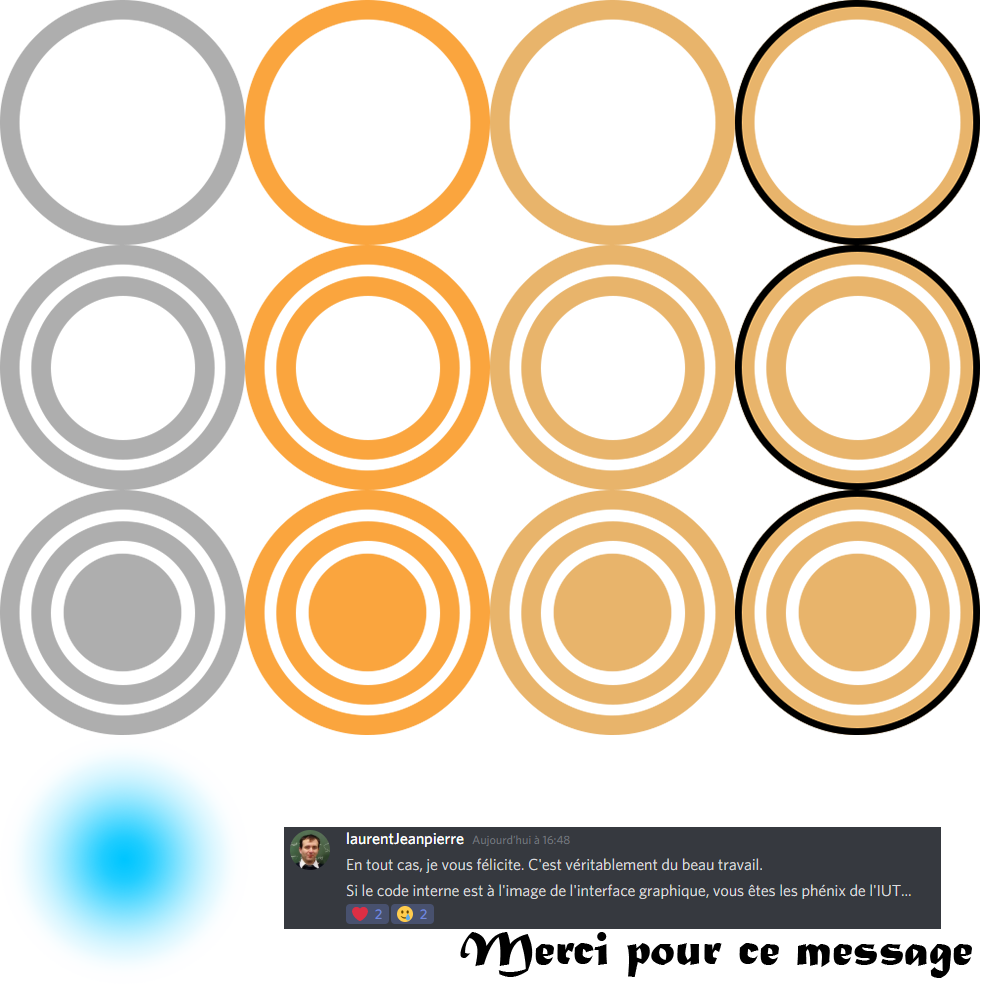 laurentJeanpierre Aujourd'hui à 16:48
En tout cas, je vous félicite. C'est véritablement du beau travail.
Si le code interne est à l'image de l'interface graphique, vous êtes les phénix de l'IUT...
2 2
Merci pour ce message